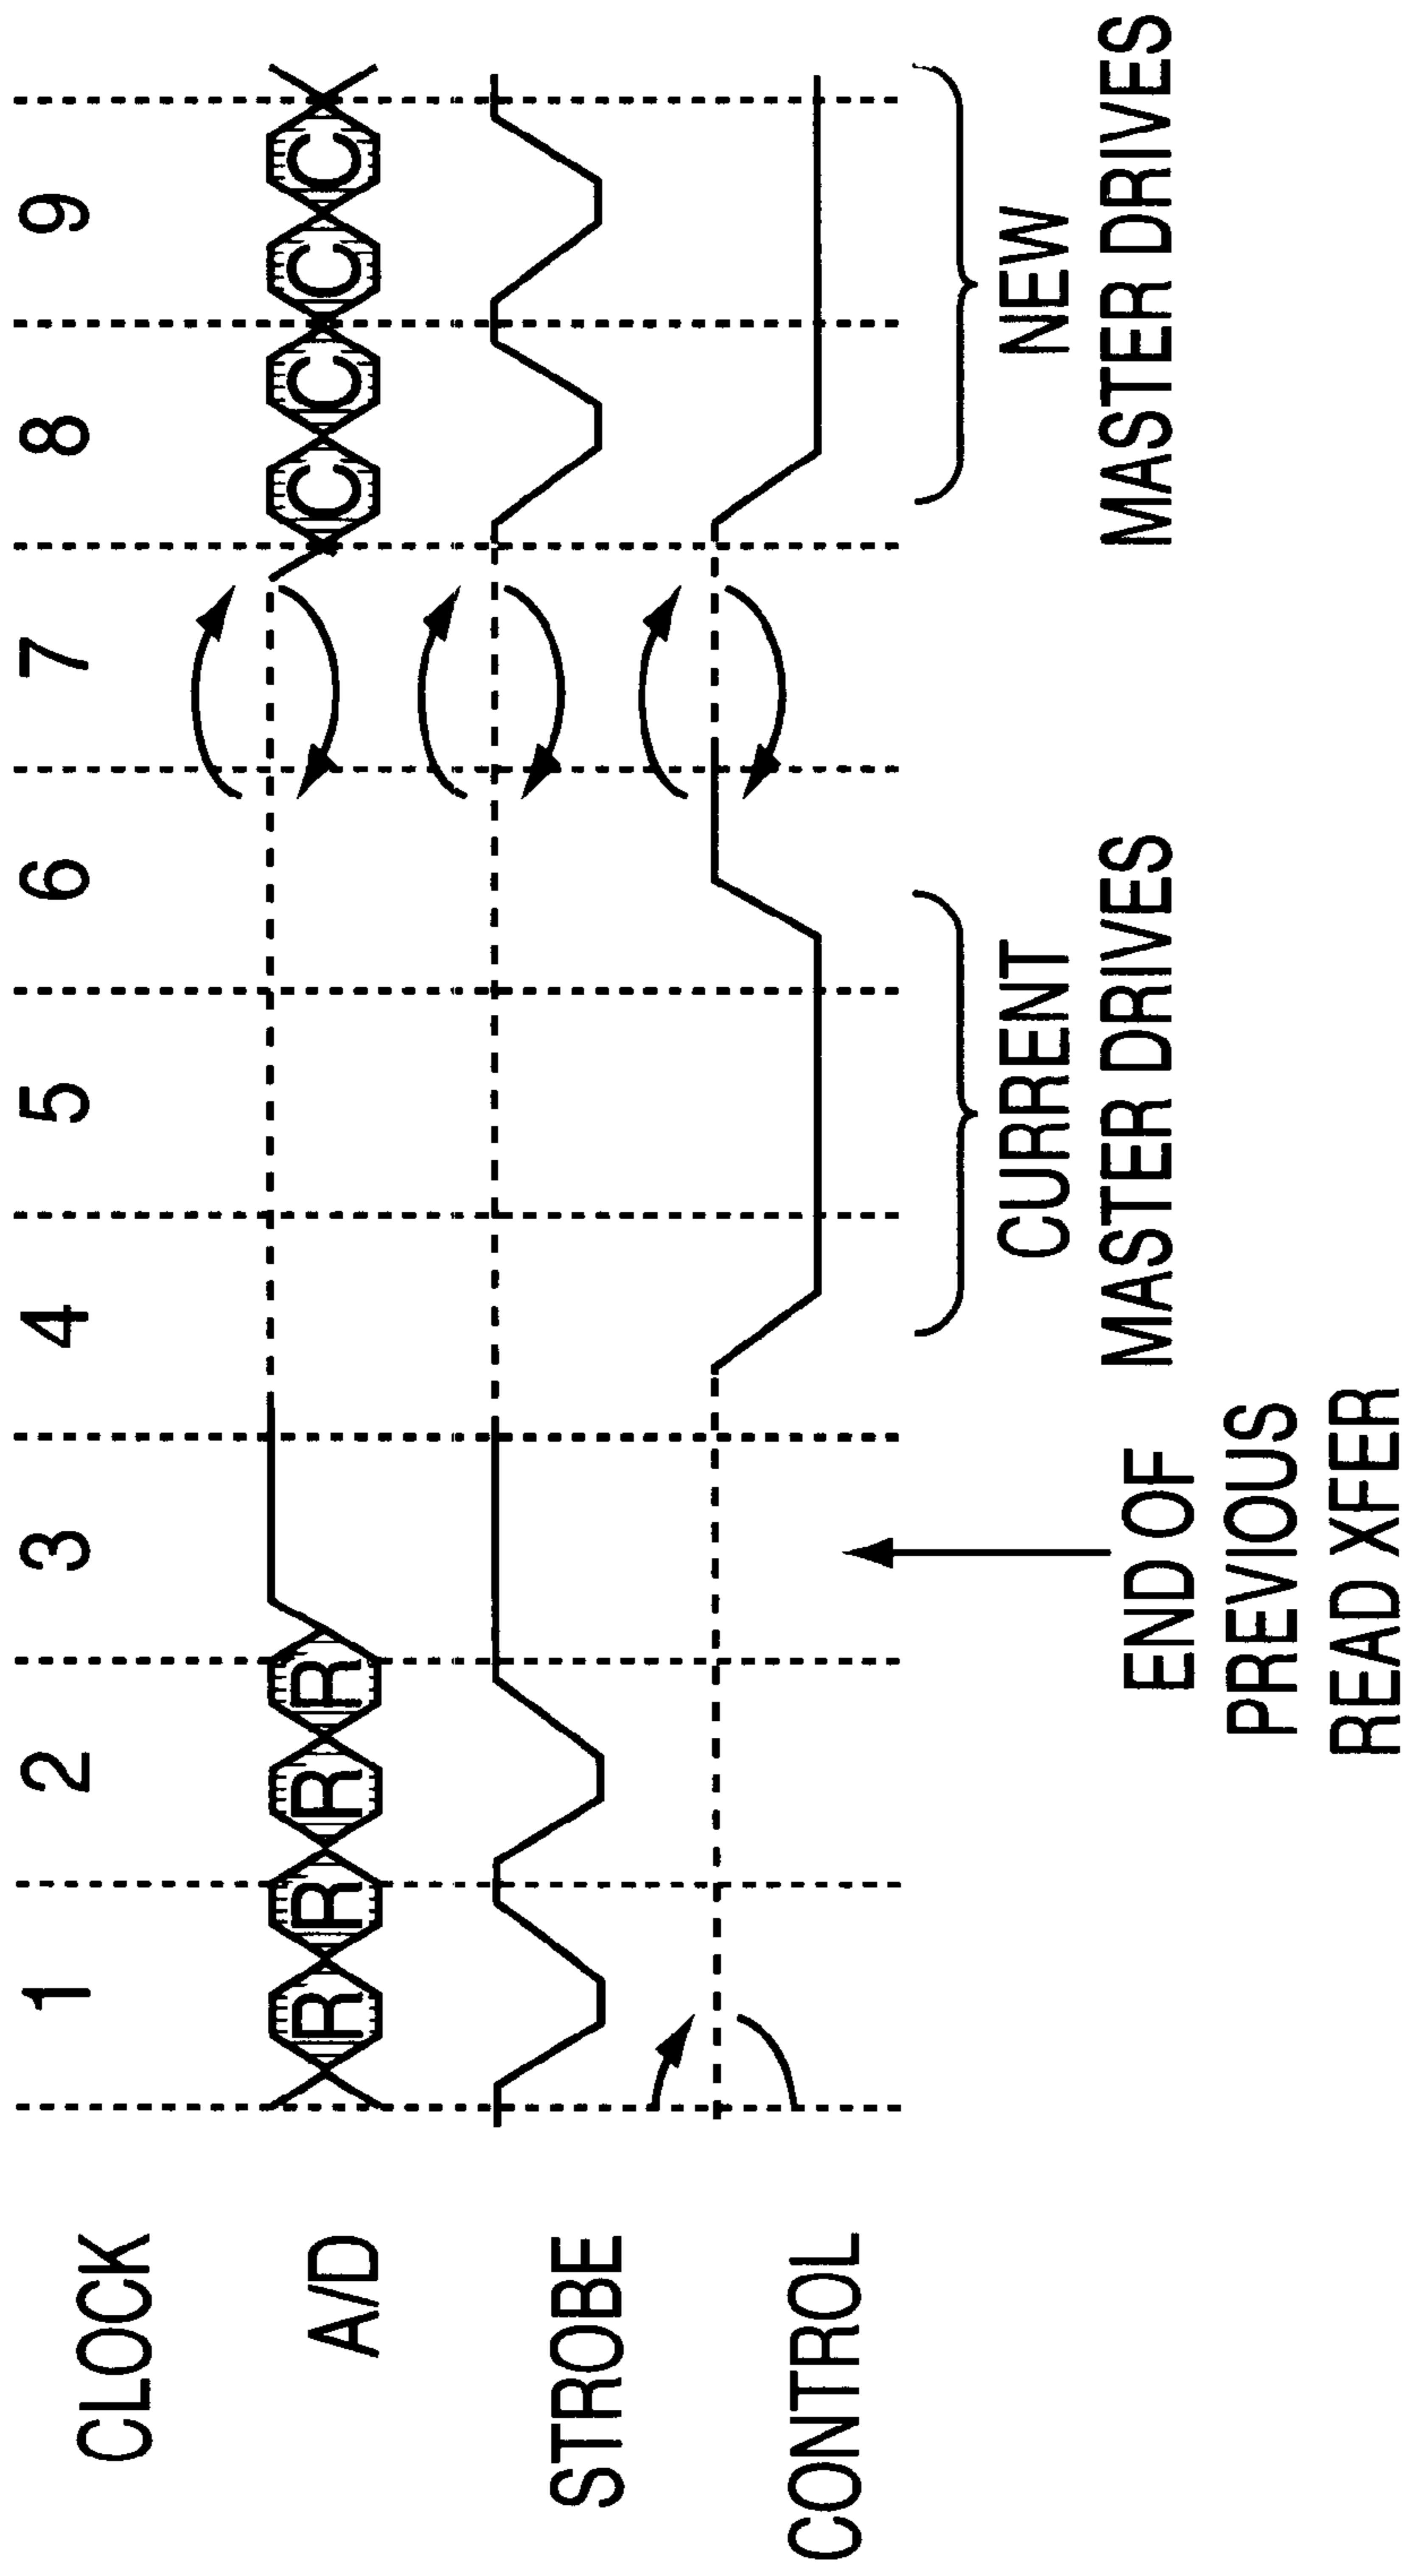 CLOCK 1 2 3 4 5 6 7 8 9
A/D R R R R C C C C
STROBE
CONTROL
END OF
PREVIOUS
READ XFER
CURRENT
MASTER DRIVES
NEW
MASTER DRIVES